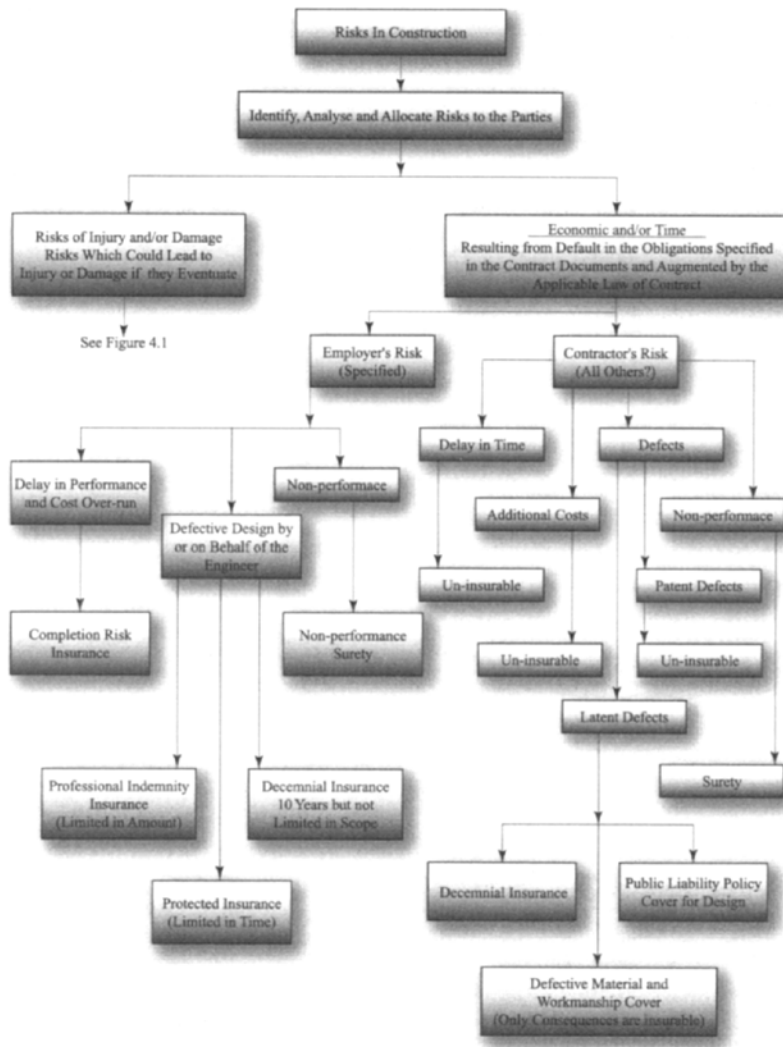 Risks In Construction
Identify, Analyse and Allocate Risks to the Parties
Risks of Injury and/or Damage
Risks Which Could Lead to
Injury or Damage if they Eventuate
Economic and/or Time
Resulting from Default in the Obligations Specified
in the Contract Documents and Augmented by the
Applicable Law of Contract
See Figure 4.1
Employer's Risk
(Specified)
Contractor's Risk
(All Others?)
Delay in Performance
and Cost Over-run
Defective Design by
or on Behalf of the
Engineer
Non-performace
Delay in Time
Defects
Additional Costs
Non-performace
Un-insurable
Patent Defects
Completion Risk
Insurance
Non-performance
Surety
Un-insurable
Un-insurable
Latent Defects
Professional Indemnity
Insurance
(Limited in Amount)
Decemnial Insurance
10 Years but not
Limited in Scope
Surety
Protected Insurance
(Limited in Time)
Decemnial Insurance
Public Liability Policy
Cover for Design
Defective Material and
Workmanship Cover
(Only Consequences are insurable)